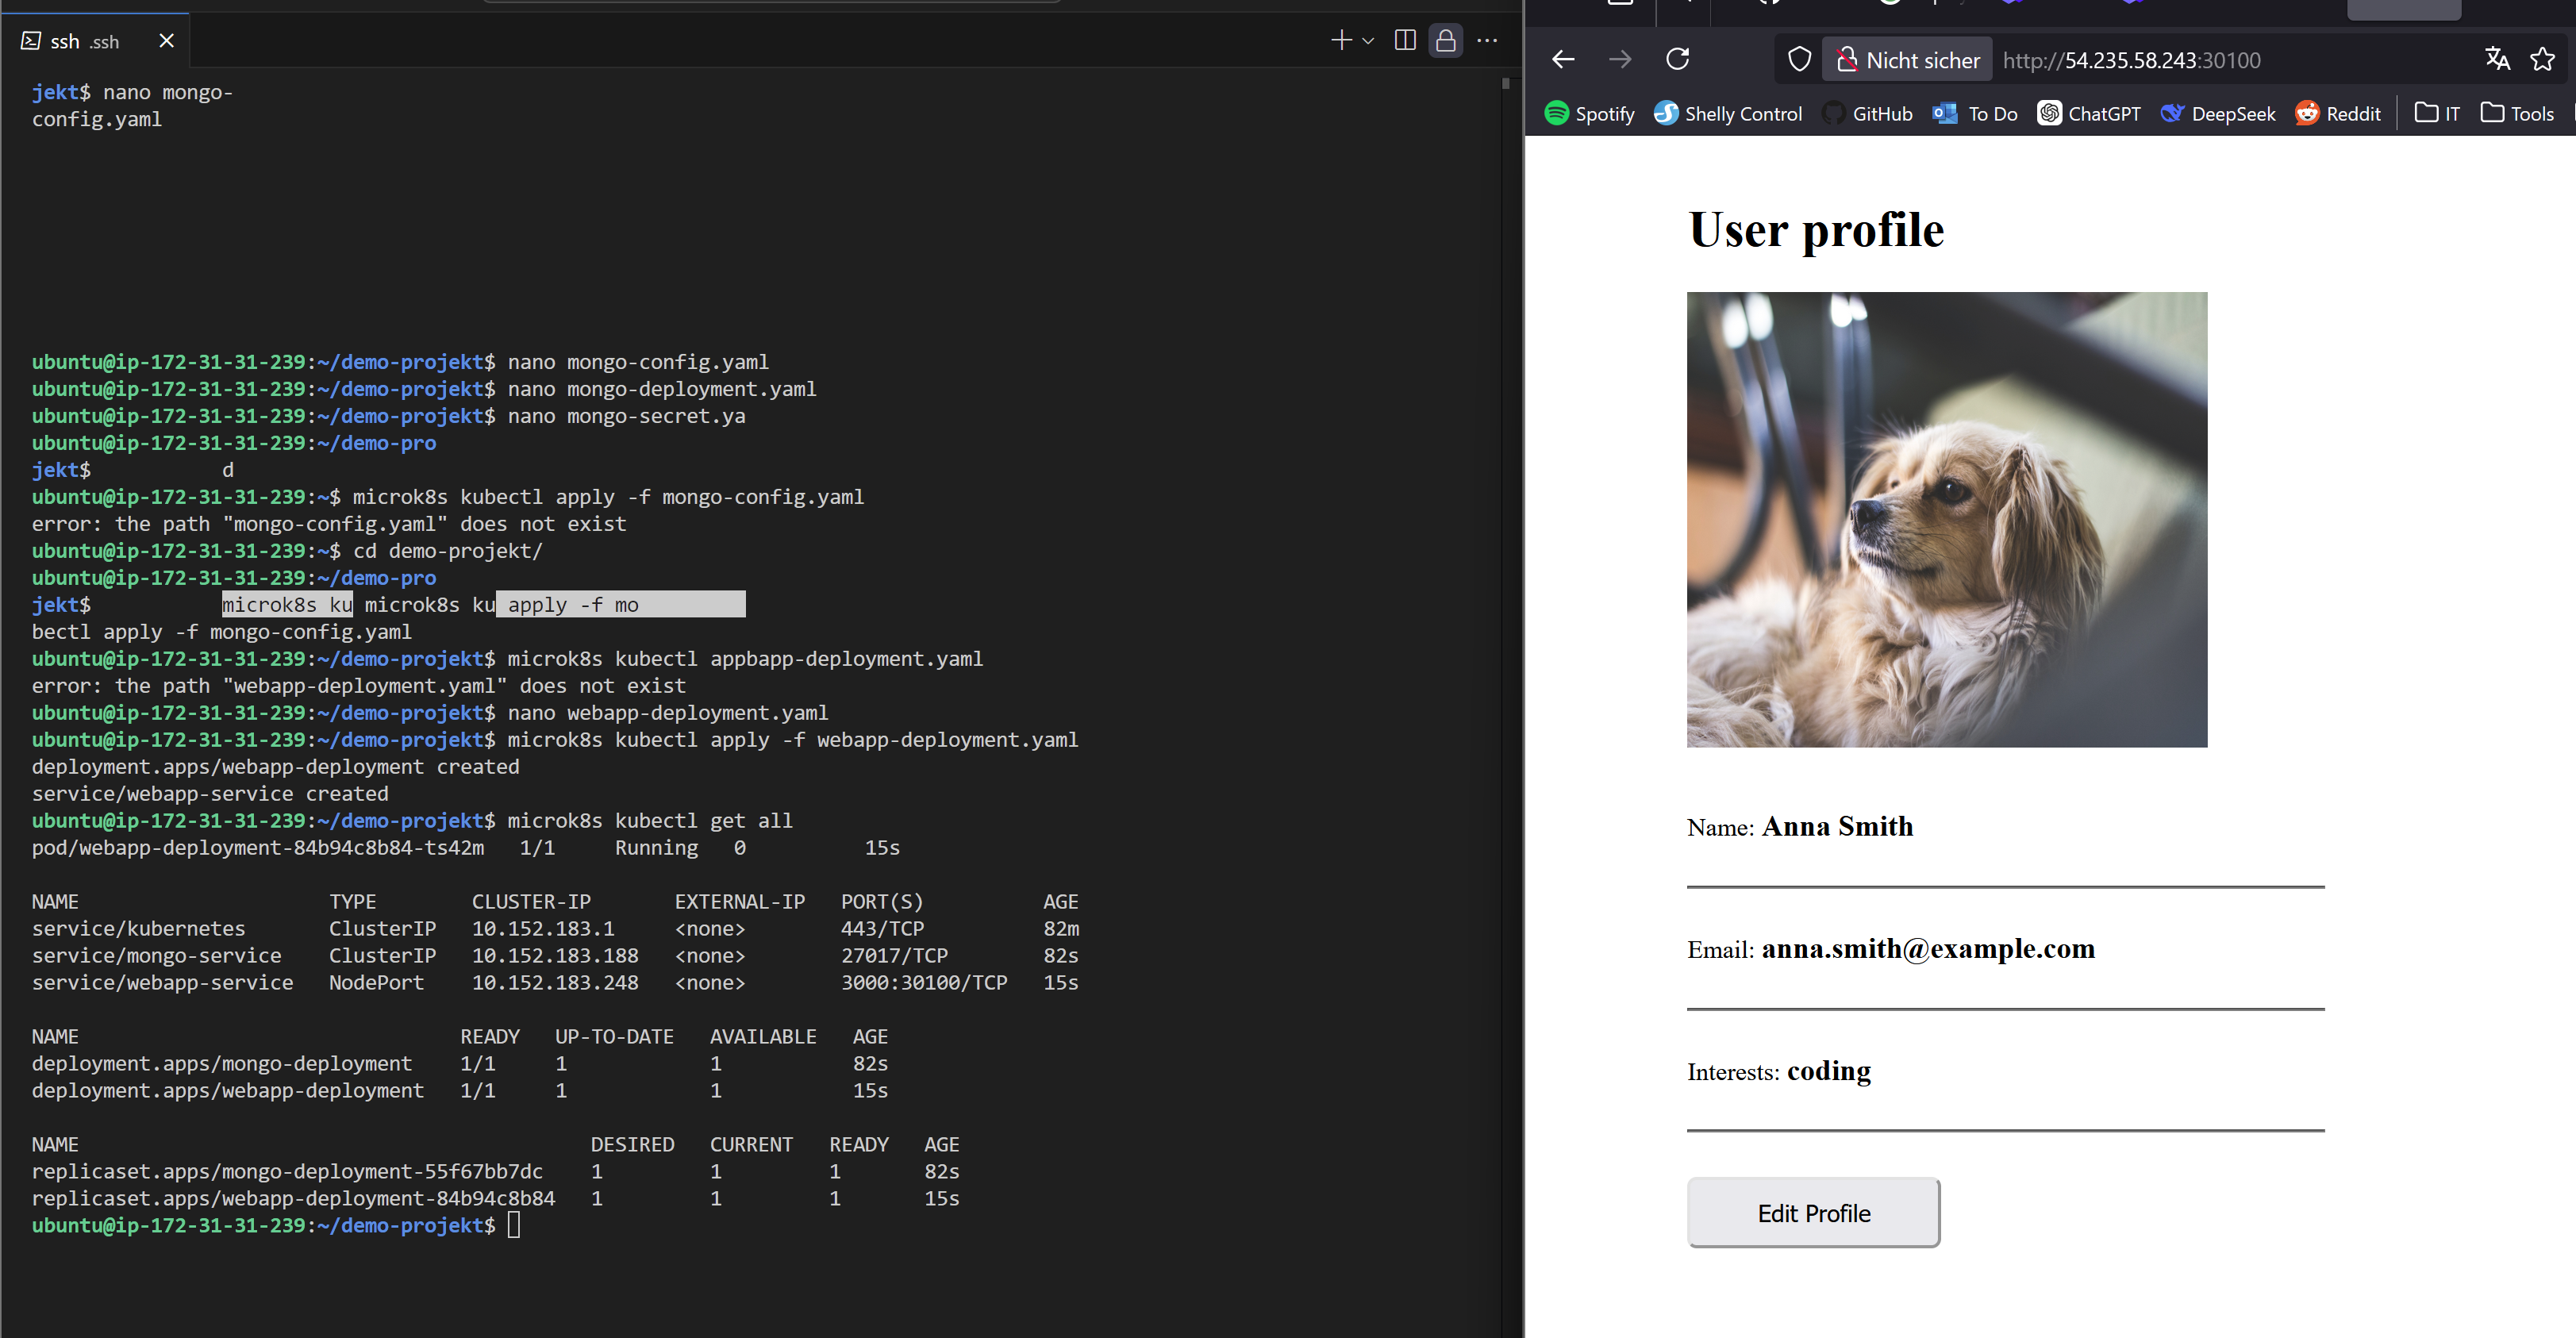 ssh .ssh
jekt$ nano mongo-
config.yaml
ubuntu@ip-172-31-31-239:~/demo-projekt$ nano mongo-config.yaml
ubuntu@ip-172-31-31-239:~/demo-projekt$ nano mongo-deployment.yaml
ubuntu@ip-172-31-31-239:~/demo-projekt$ nano mongo-secret.ya
ubuntu@ip-172-31-31-239:~/demo-pro
jekt$ d
ubuntu@ip-172-31-31-239:~$ microk8s kubectl apply -f mongo-config.yaml
error: the path "mongo-config.yaml" does not exist
ubuntu@ip-172-31-31-239:~$ cd demo-projekt/
ubuntu@ip-172-31-31-239:~/demo-pro
jekt$ microk8s ku microk8s ku apply -f mo
bectl apply -f mongo-config.yaml
ubuntu@ip-172-31-31-239:~/demo-projekt$ microk8s kubectl appbapp-deployment.yaml
error: the path "webapp-deployment.yaml" does not exist
ubuntu@ip-172-31-31-239:~/demo-projekt$ nano webapp-deployment.yaml
ubuntu@ip-172-31-31-239:~/demo-projekt$ microk8s kubectl apply -f webapp-deployment.yaml
deployment.apps/webapp-deployment created
service/webapp-service created
ubuntu@ip-172-31-31-239:~/demo-projekt$ microk8s kubectl get all
pod/webapp-deployment-84b94c8b84-ts42m 1/1 Running 0 15s
NAME TYPE CLUSTER-IP EXTERNAL-IP PORT(S) AGE
service/kubernetes ClusterIP 10.152.183.1 <none> 443/TCP 82m
service/mongo-service ClusterIP 10.152.183.188 <none> 27017/TCP 82s
service/webapp-service NodePort 10.152.183.248 <none> 3000:30100/TCP 15s
NAME READY UP-TO-DATE AVAILABLE AGE
deployment.apps/mongo-deployment 1/1 1 1 82s
deployment.apps/webapp-deployment 1/1 1 1 15s
NAME DESIRED CURRENT READY AGE
replicaset.apps/mongo-deployment-55f67bb7dc 1 1 1 82s
replicaset.apps/webapp-deployment-84b94c8b84 1 1 1 15s
ubuntu@ip-172-31-31-239:~/demo-projekt$
Nicht sicher http://54.235.58.243:30100
Spotify Shelly Control GitHub To Do ChatGPT DeepSeek Reddit IT Tools
User profile
Name: Anna Smith
Email: anna.smith@example.com
Interests: coding
Edit Profile